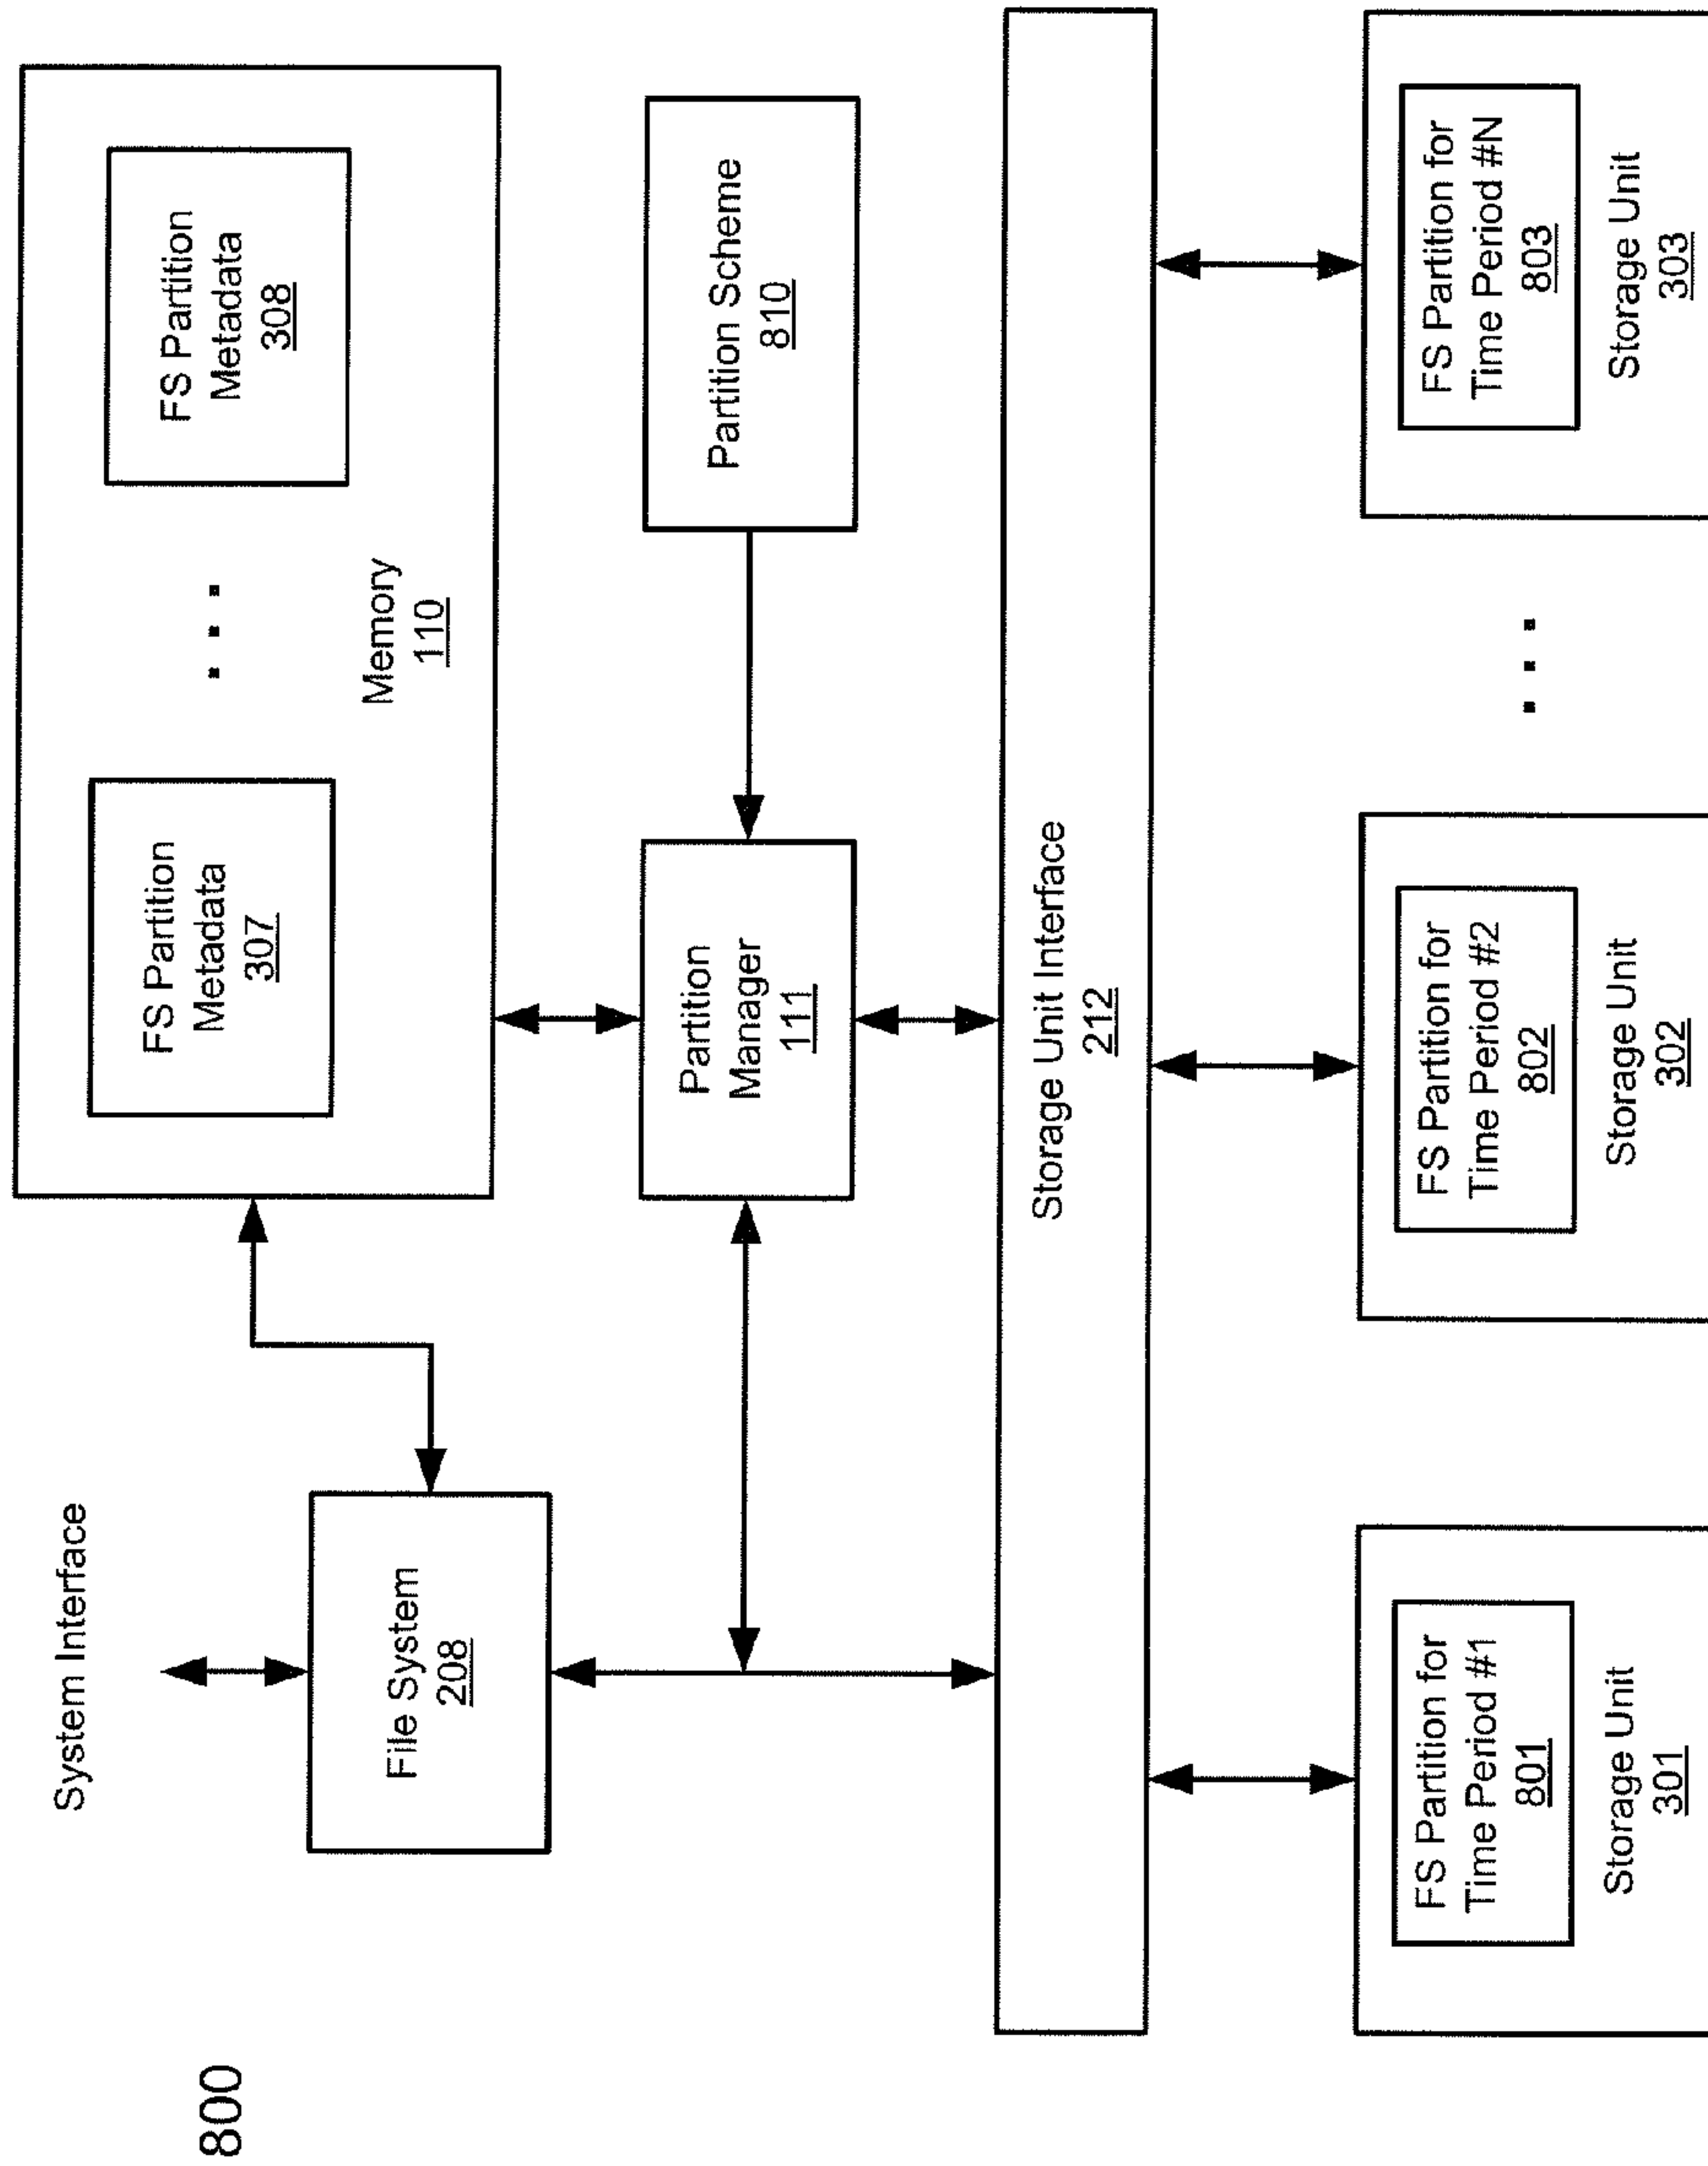 800
System Interface
File System
208
FS Partition
Metadata
307
. . .
FS Partition
Metadata
308
Memory
110
Partition
Manager
111
Partition Scheme
810
Storage Unit Interface
212
FS Partition for
Time Period #1
801
Storage Unit
301
FS Partition for
Time Period #2
802
Storage Unit
302
. . .
FS Partition for
Time Period #N
803
Storage Unit
303